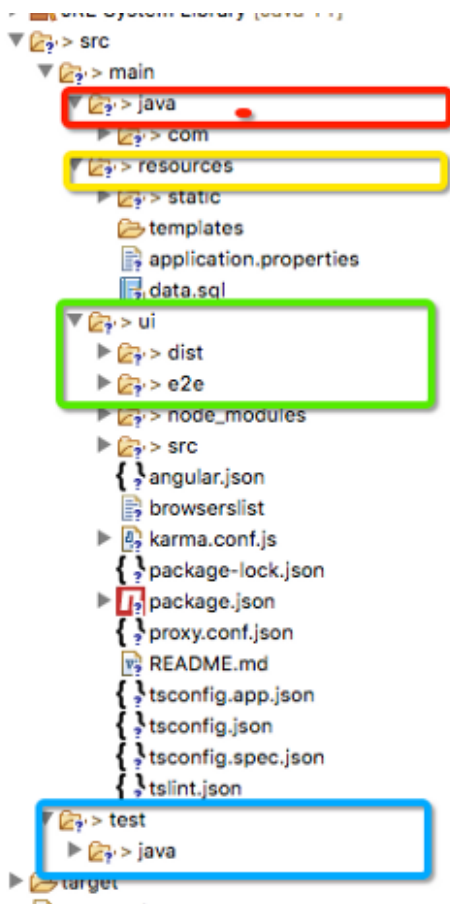 > src
> main
> java
> com
> resources
> static
templates
application.properties
data.sql
> ui
> dist
> e2e
> node_modules
> src
angular.json
browserslist
karma.conf.js
package-lock.json
package.json
proxy.conf.json
README.md
tsconfig.app.json
tsconfig.json
tsconfig.spec.json
tslint.json
> test
> java
target